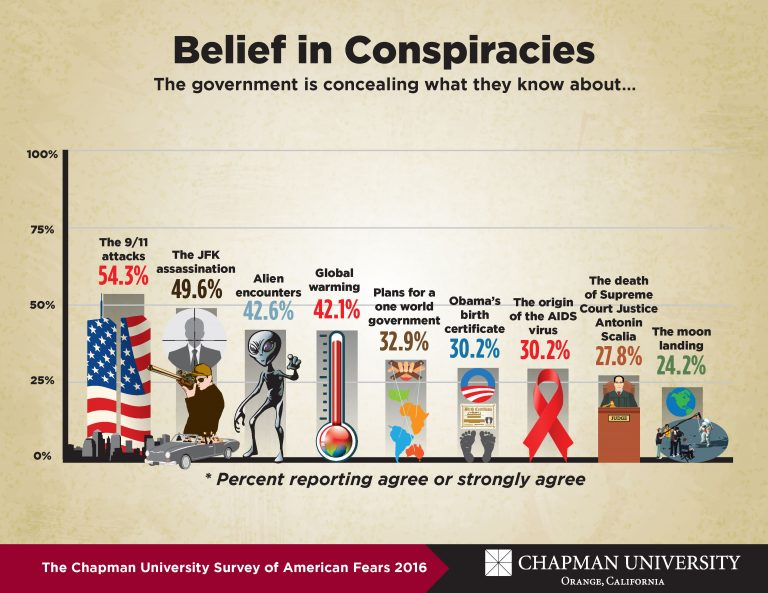 Belief in Conspiracies
The government is concealing what they know about...
100%
75%
50%
25%
0%
The 9/11
attacks
54.3%
The JFK
assassination
49.6%
Alien
encounters
42.6%
Global
warming
42.1%
Plans for a
one world
government
32.9%
Obama's
birth
certificate
30.2%
The origin
of the AIDS
virus
30.2%
The death
of Supreme
Court Justice
Antonin
Scalia
27.8%
The moon
landing
24.2%
JUDGE
* Percent reporting agree or strongly agree
The Chapman University Survey of American Fears 2016
CHAPMAN UNIVERSITY
ORANGE, CALIFORNIA